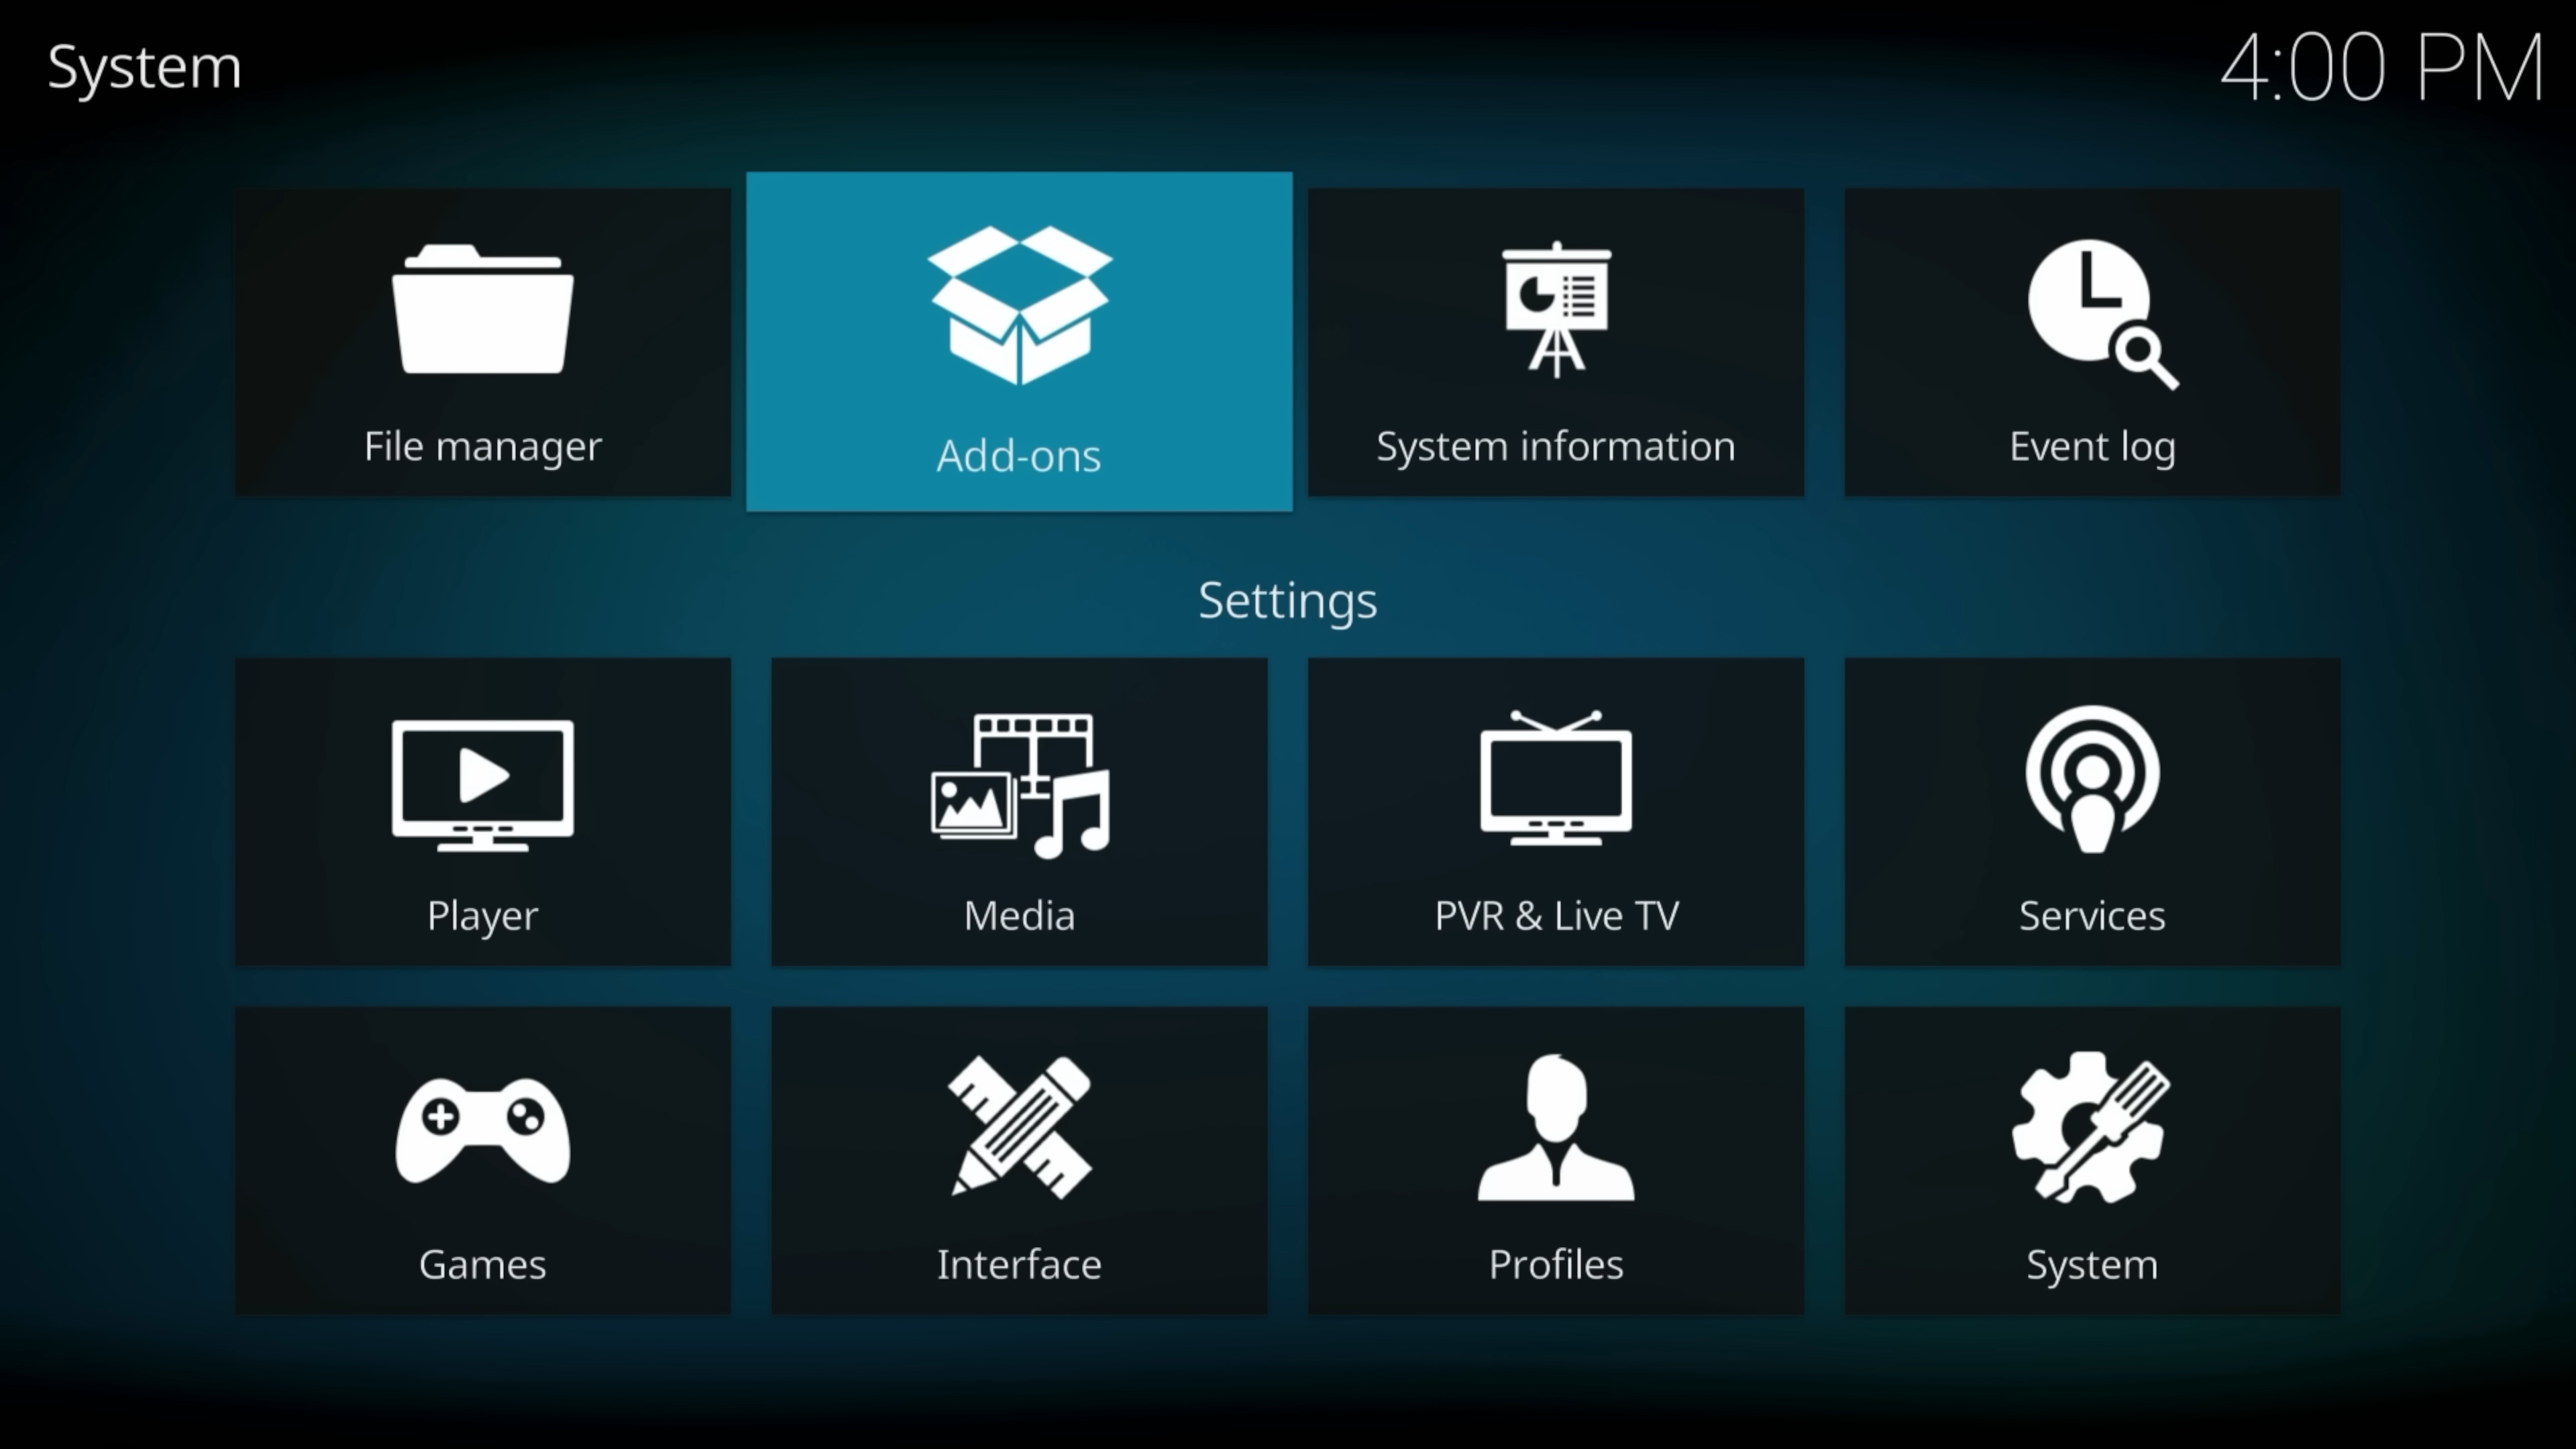 System
4:00 PM
File manager
Add-ons
System information
Event log
Settings
Player
Media
PVR & Live TV
Services
Games
Interface
Profiles
System